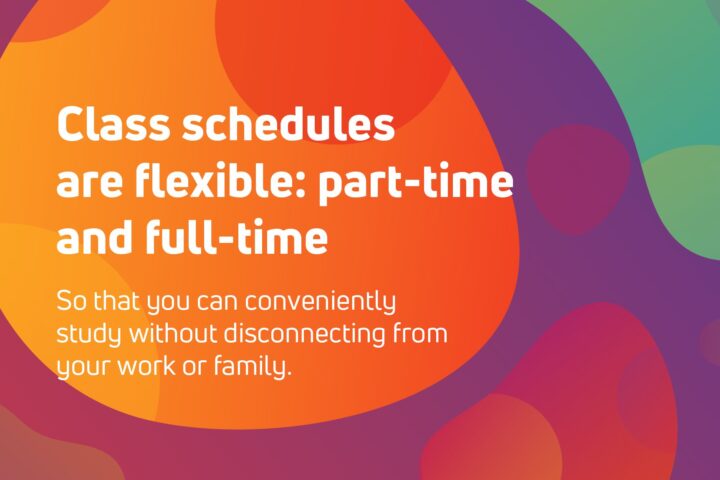 Class schedules
are flexible: part-time
and full-time
So that you can conveniently
study without disconnecting from
your work or family.